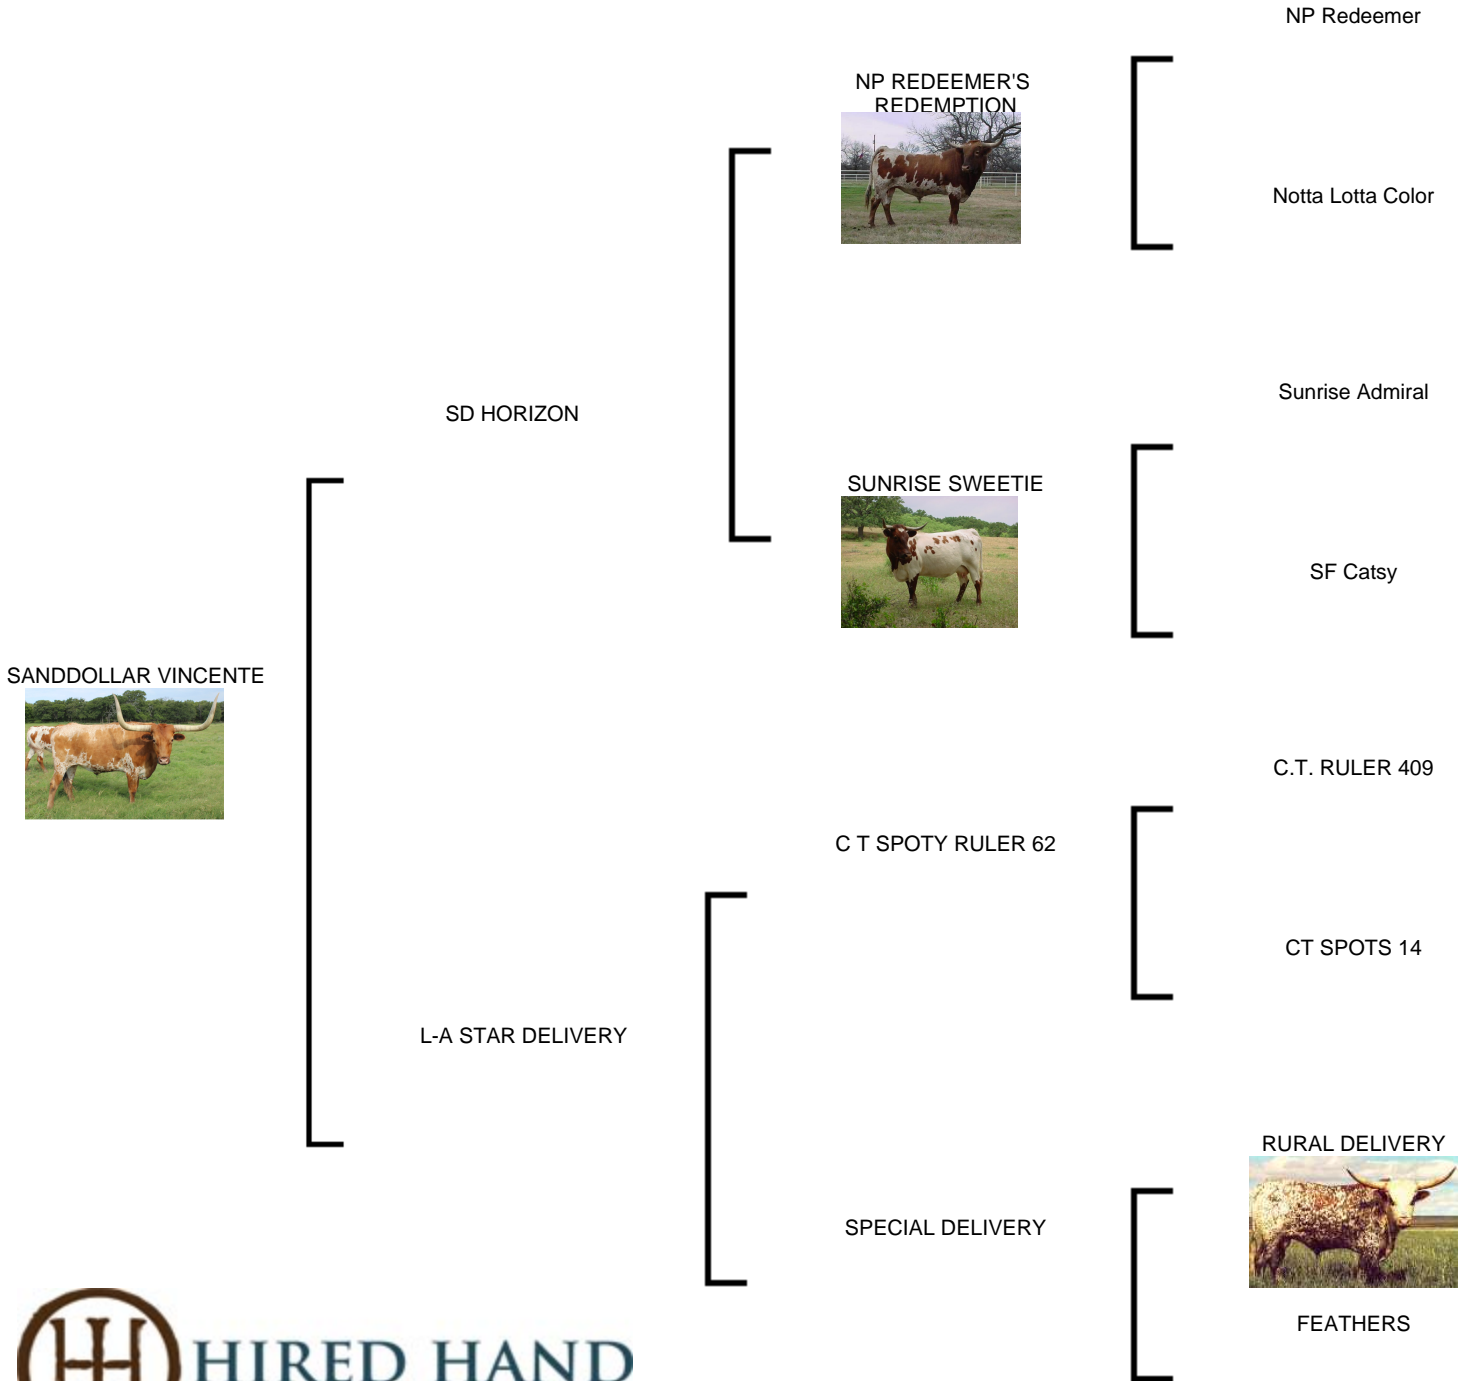 NP Redeemer
NP REDEEMER'S
REDEMPTION
Notta Lotta Color
SD HORIZON
Sunrise Admiral
SUNRISE SWEETIE
SF Catsy
SANDDOLLAR VINCENTE
C.T. RULER 409
C T SPOTY RULER 62
CT SPOTS 14
L-A STAR DELIVERY
RURAL DELIVERY
SPECIAL DELIVERY
FEATHERS
HIRED HAND